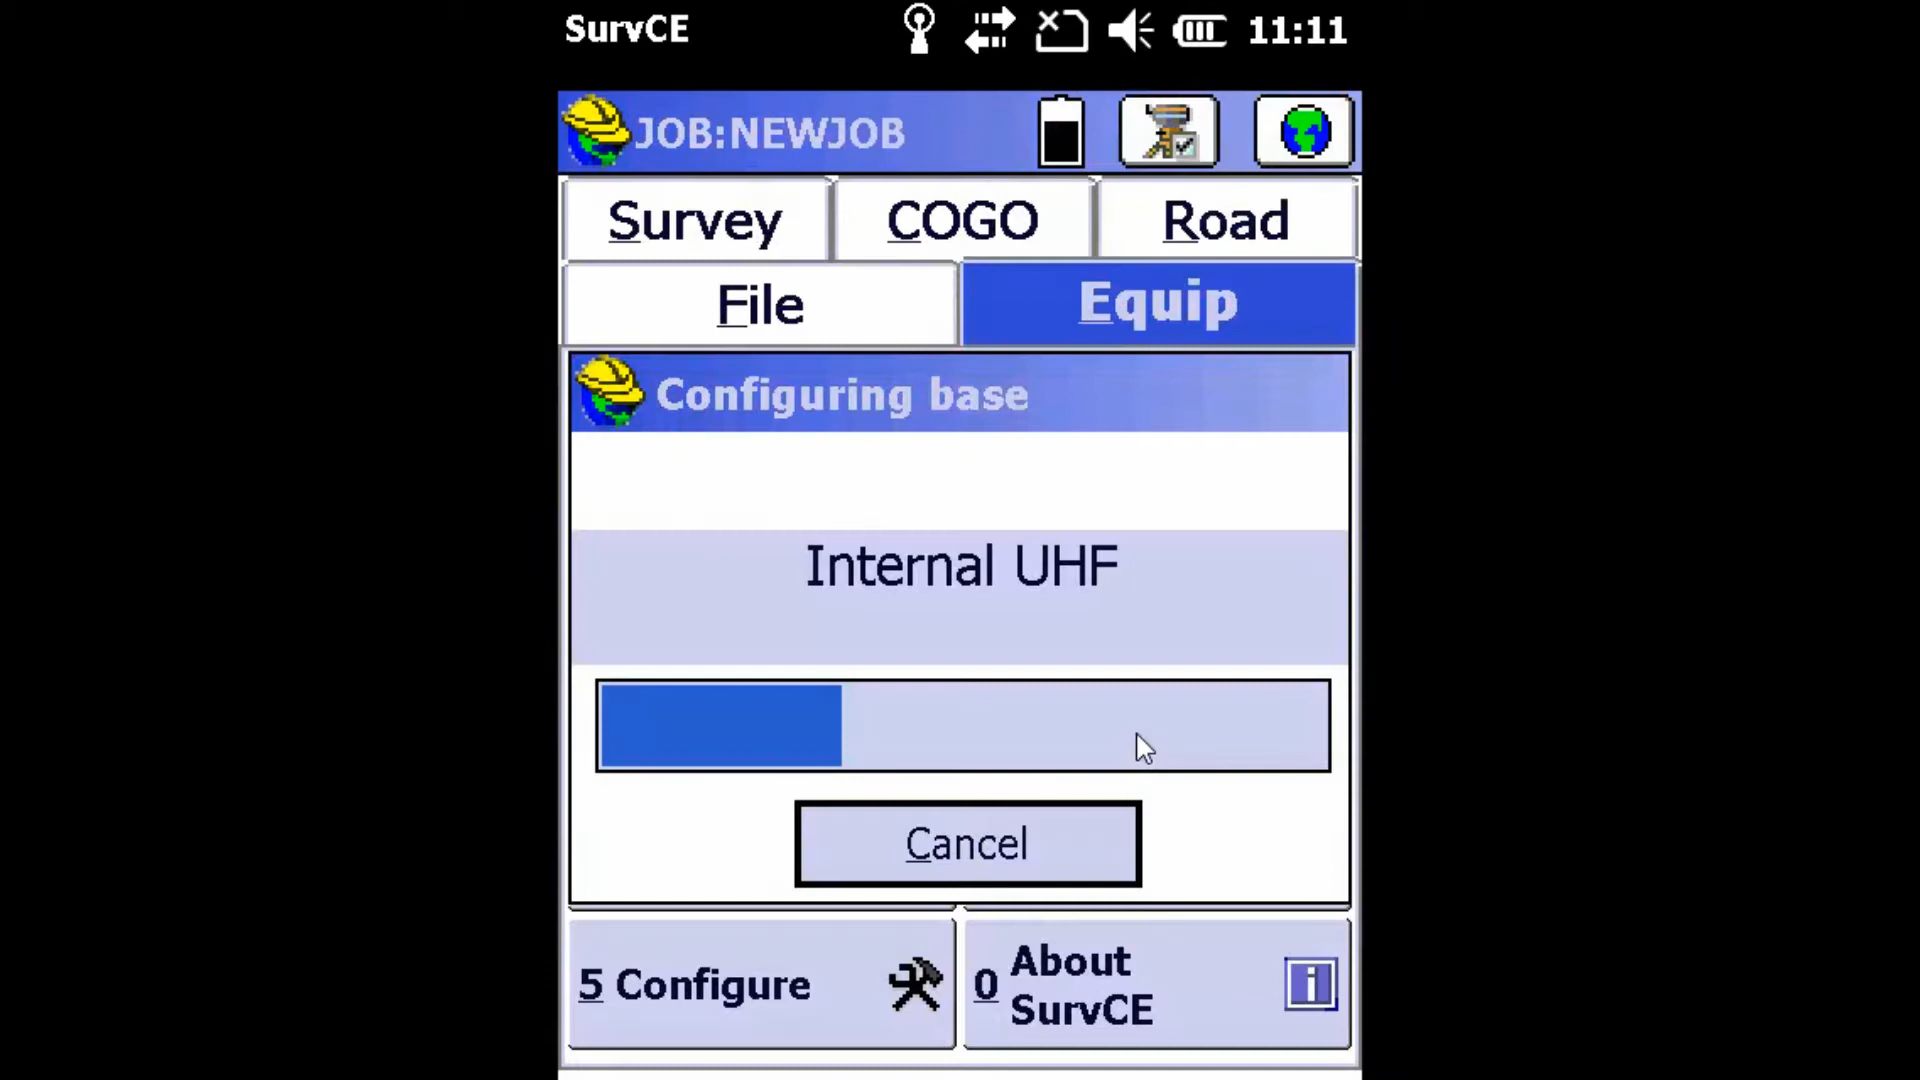 SurvCE 11:11
JOB:NEWJOB
Survey COGO Road
File Equip
Configuring base
Internal UHF
Cancel
5 Configure 0 About
SurvCE